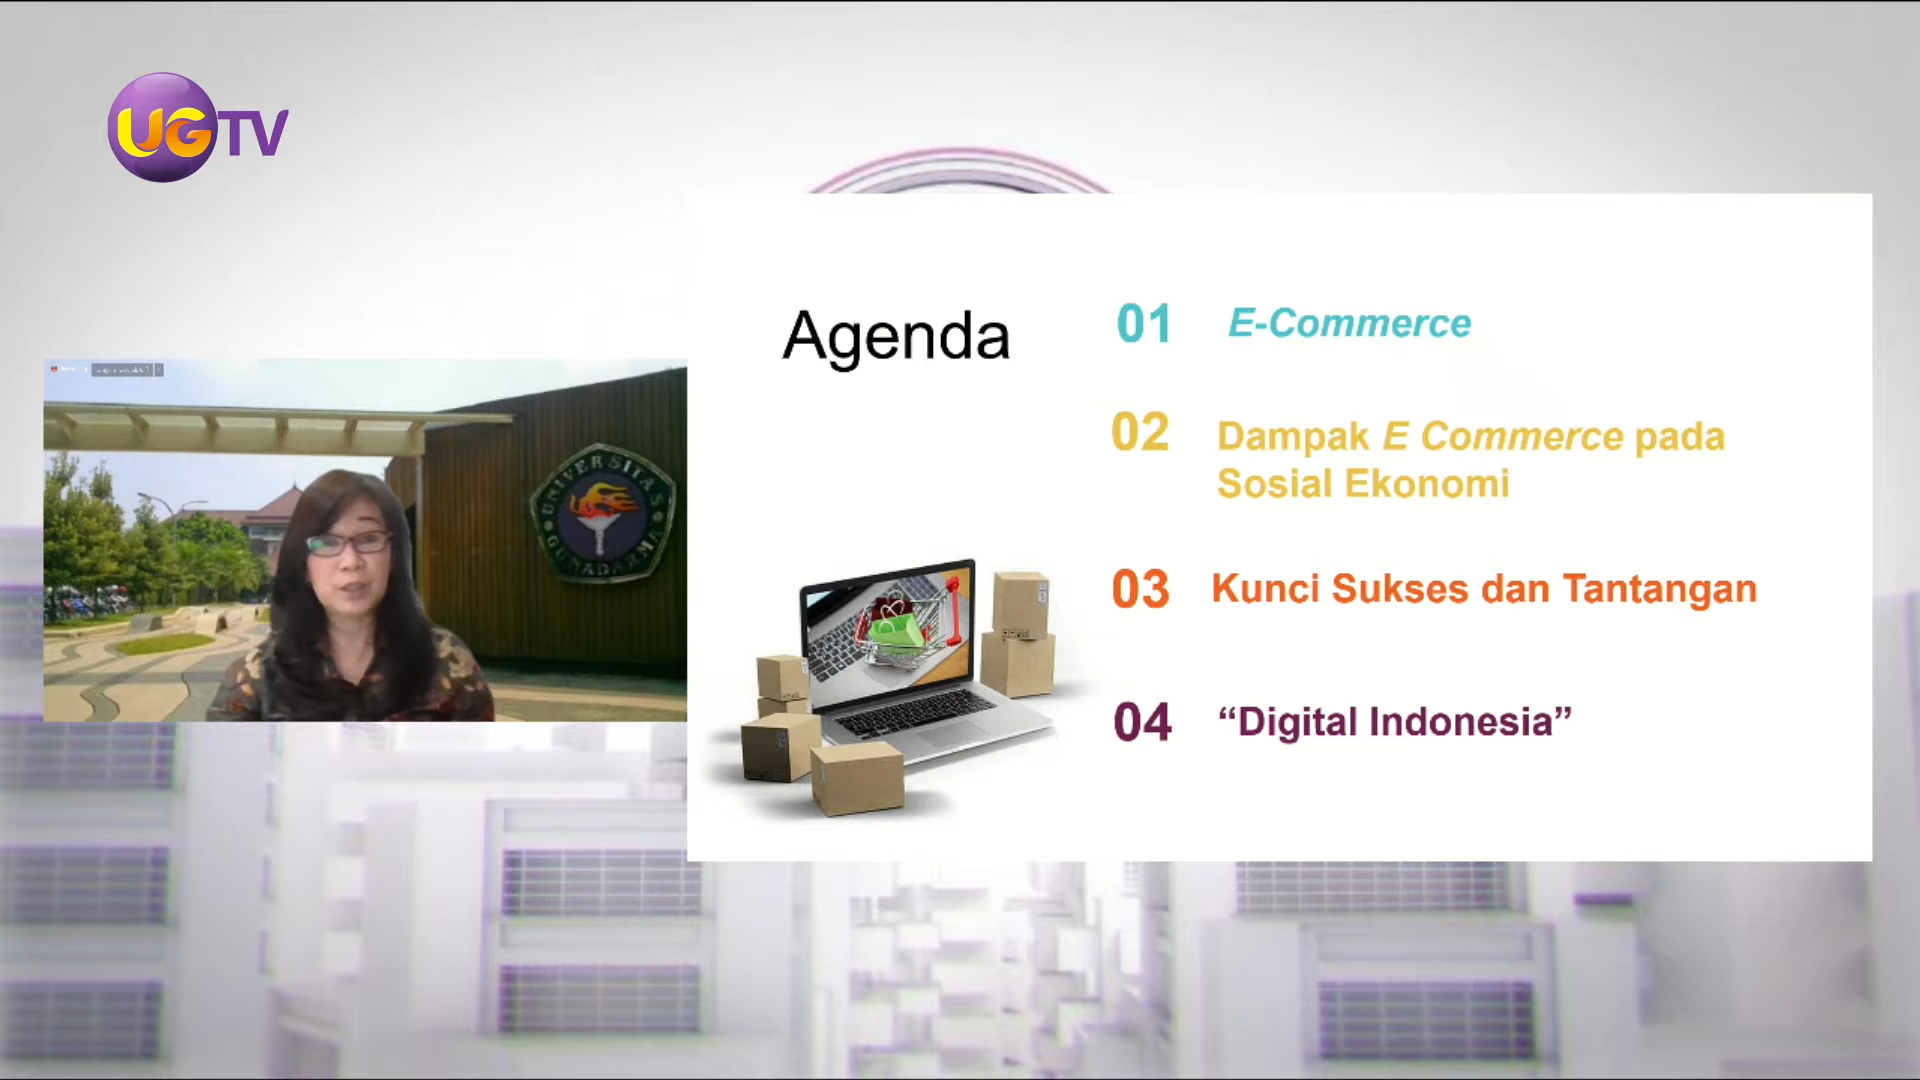 UGTV
Agenda
01 E-Commerce
02 Dampak E Commerce pada
Sosial Ekonomi
03 Kunci Sukses dan Tantangan
04 “Digital Indonesia”
UNIVERSITAS
GUNADARMA